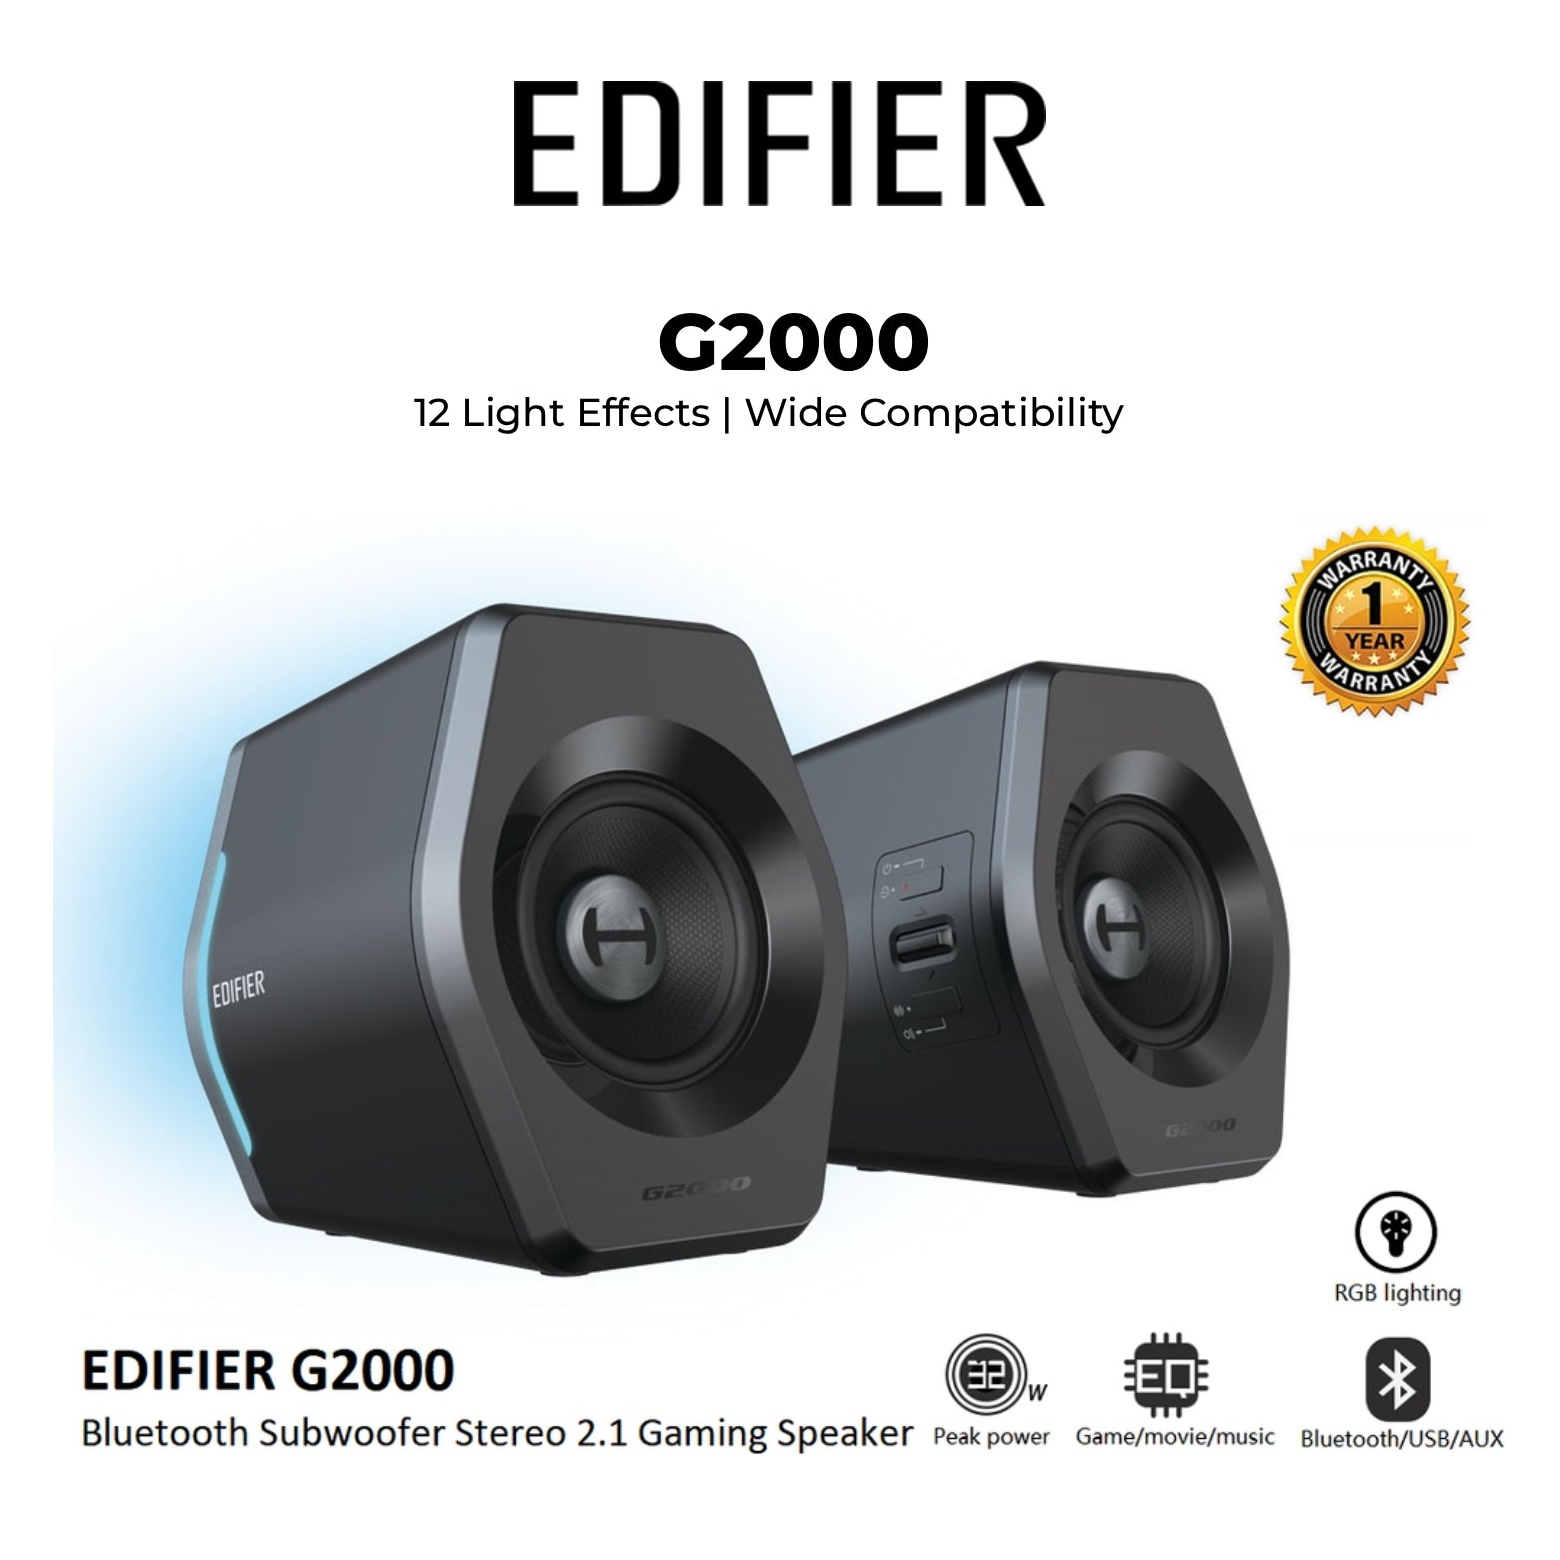 EDIFIER
G2000
12 Light Effects | Wide Compatibility
WARRANTY
1
YEAR
WARRANTY
EDIFIER
G2000
G2000
RGB lighting
EDIFIER G2000
Bluetooth Subwoofer Stereo 2.1 Gaming Speaker
32 W
Peak power
EQ
Game/movie/music
Bluetooth/USB/AUX